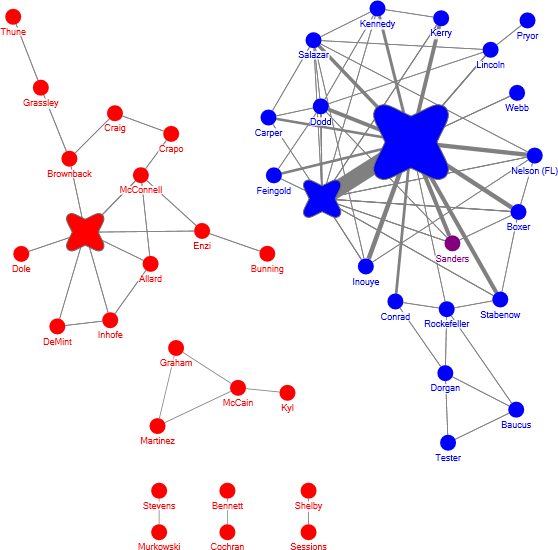 Thune
Kennedy
Kerry
Pryor
Salazar
Lincoln
Grassley
Webb
Craig
Dodd
Carper
Crapo
Brownback
McConnell
Nelson (FL)
Feingold
Boxer
Enzi
Dole
Bunning
Sanders
Allard
Inouye
Stabenow
Conrad
Rockefeller
DeMint
Inhofe
Graham
Dorgan
McCain
Kyl
Baucus
Martinez
Tester
Stevens
Bennett
Shelby
Murkowski
Cochran
Sessions